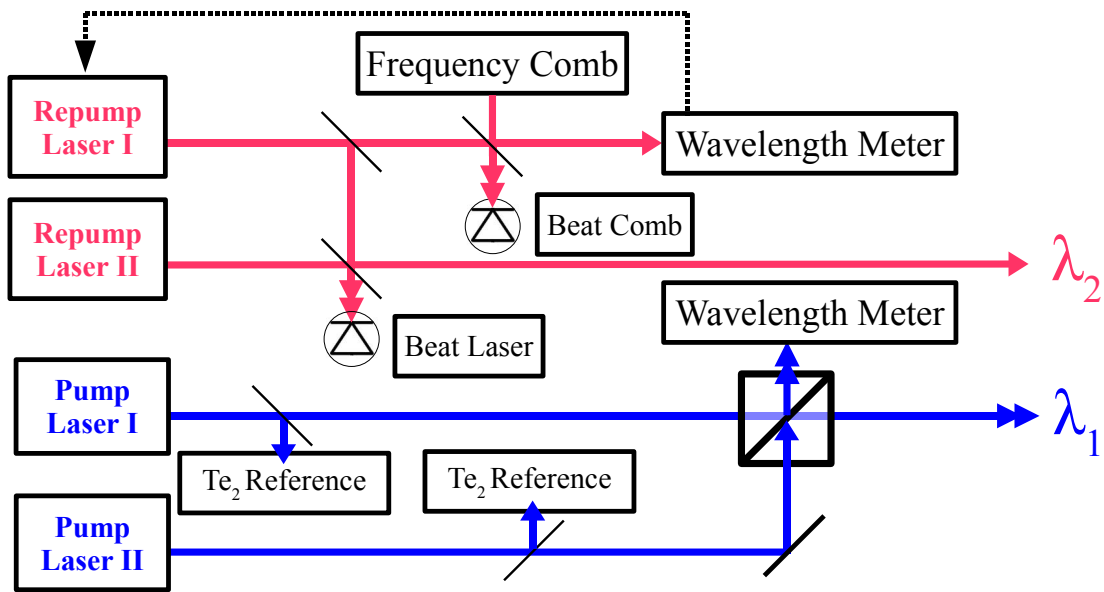 Frequency Comb
Repump
Laser I
Wavelength Meter
Beat Comb
Repump
Laser II
λ2
Wavelength Meter
Beat Laser
Pump
Laser I
λ1
Te2 Reference
Te2 Reference
Pump
Laser II